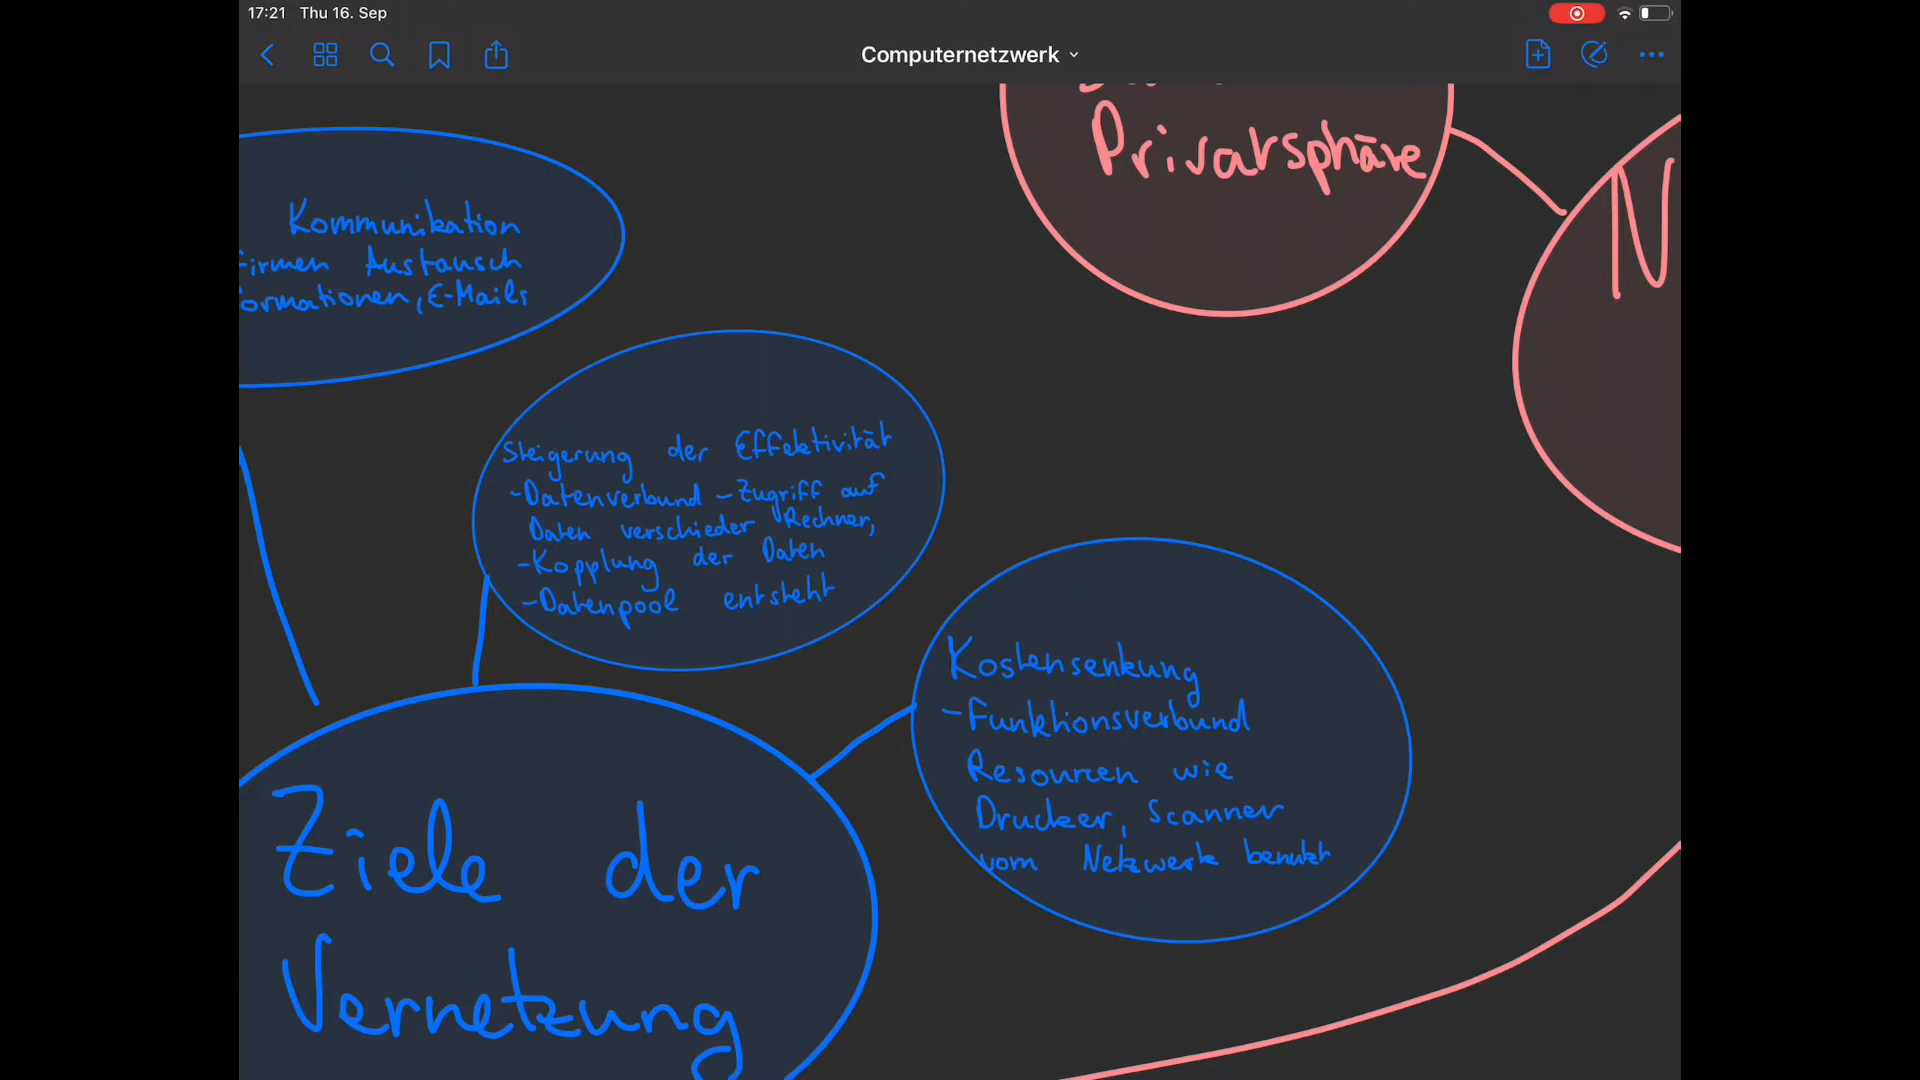 17:21 Thu 16. Sep
Computernetzwerk
Privatsphäre
N
Kommunikation
Firmen Austausch
formationen, E-Mails
Steigerung der Effektivität
- Datenverbund - Zugriff auf
Daten verschieder Rechner,
- Kopplung der Daten
- Datenpool entsteht
Kostensenkung
- Funktionsverbund
Resourcen wie
Drucker, Scanner
vom Netzwerk benutzt
Ziele der
Vernetzung